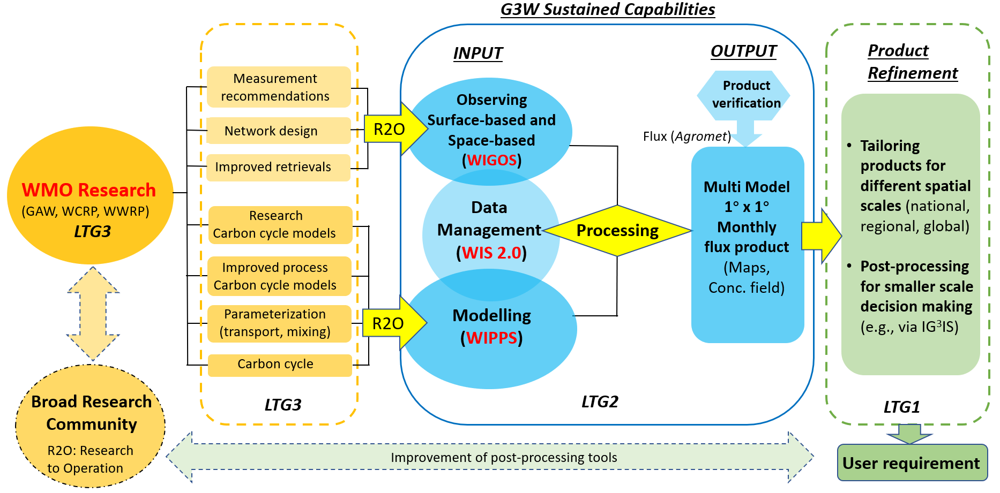 G3W Sustained Capabilities
WMO Research
(GAW, WCRP, WWRP)
LTG3
Broad Research
Community
R2O: Research
to Operation
Measurement
recommendations
Network design
Improved retrievals
Research
Carbon cycle models
Improved process
Carbon cycle models
Parameterization
(transport, mixing)
Carbon cycle
LTG3
R2O
R2O
INPUT
Observing
Surface-based and
Space-based
(WIGOS)
Data
Management
(WIS 2.0)
Modelling
(WIPPS)
Processing
OUTPUT
Product
verification
Flux (Agromet)
Multi Model
1° x 1°
Monthly
flux product
(Maps,
Conc. field)
LTG2
Product
Refinement
• Tailoring
products for
different spatial
scales (national,
regional, global)
• Post-processing
for smaller scale
decision making
(e.g., via IG³IS)
LTG1
Improvement of post-processing tools
User requirement